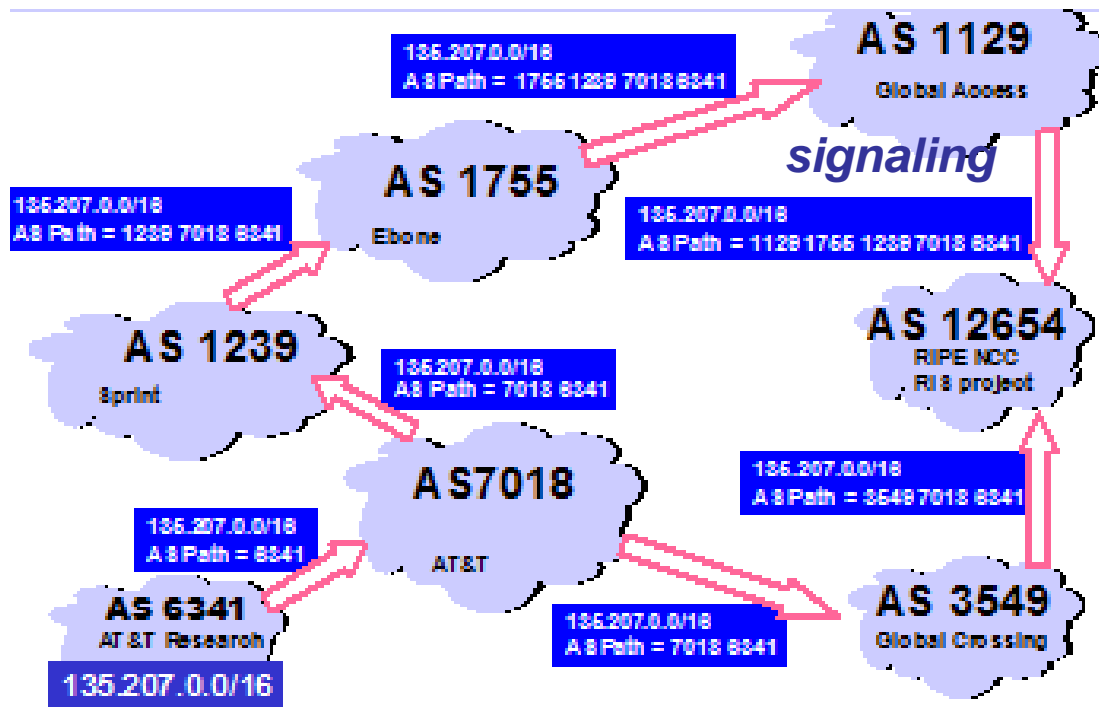 AS 1129
Global Access
135.207.0.0/16
AS Path = 1755 1239 7018 6341
signaling
AS 1755
Ebone
135.207.0.0/16
AS Path = 1239 7018 6341
135.207.0.0/16
AS Path = 1129 1755 1239 7018 6341
AS 1239
Sprint
AS 12654
RIPE NCC
RIS project
135.207.0.0/16
AS Path = 7018 6341
AS7018
AT&T
135.207.0.0/16
AS Path = 3549 7018 6341
135.207.0.0/16
AS Path = 6341
AS 6341
AT&T Research
135.207.0.0/16
135.207.0.0/16
AS Path = 7018 6341
AS 3549
Global Crossing